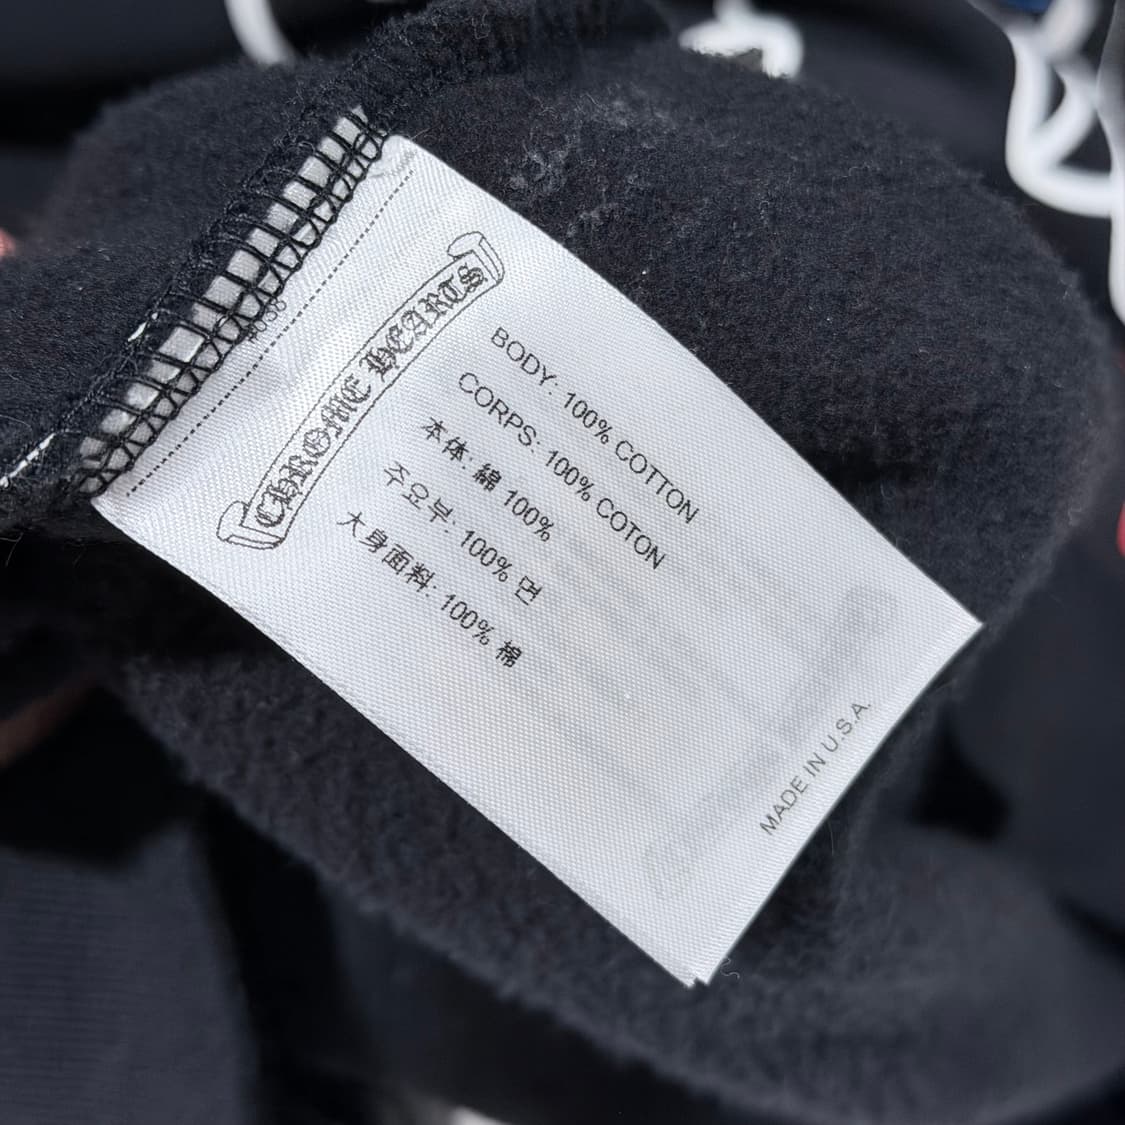 CHROME HEARTS
BODY: 100% COTTON
CORPS: 100% COTON
本体: 綿 100%
주요부: 100% 면
大身面料: 100% 棉
MADE IN U.S.A.